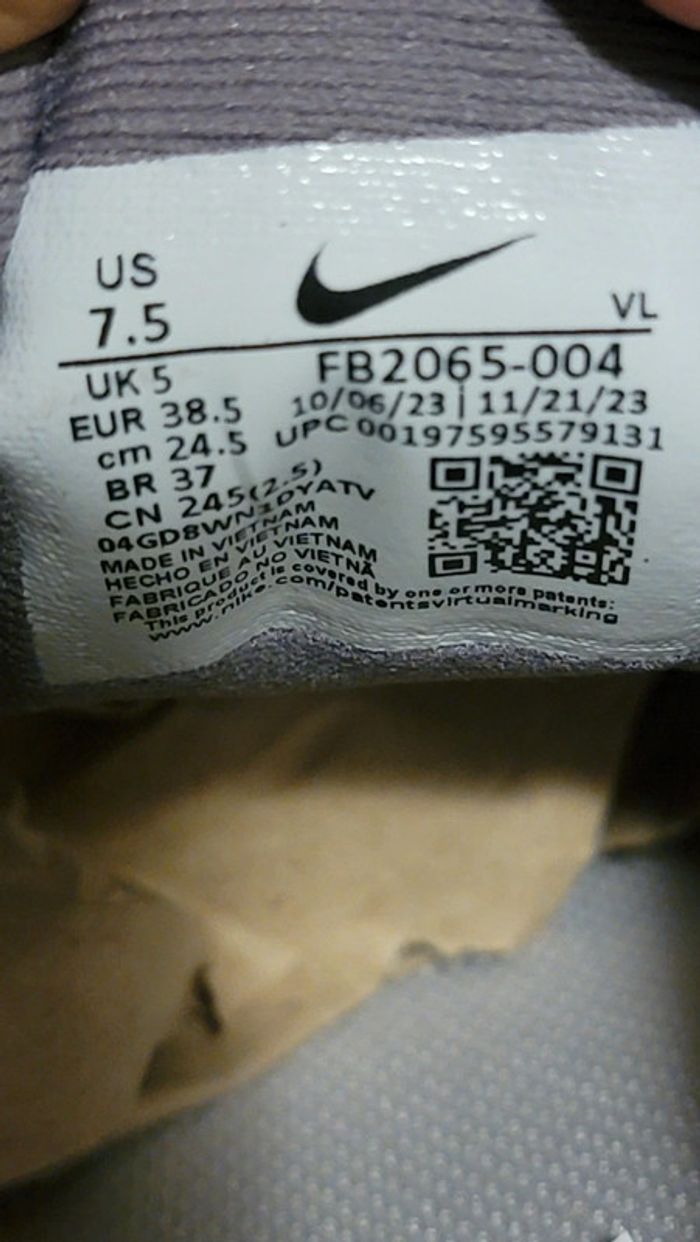 US
7.5
VL
UK 5
EUR 38.5
cm 24.5
BR 37
CN 245(2.5)
FB2065-004
10/06/23 | 11/21/23
UPC 00197595579131
04GD8WN10YATV
MADE IN VIETNAM
HECHO EN VIETNAM
FABRIQUE AU VIETNAM
FABRICADO NO VIETNÃ
This product is covered by one or more patents:
www.nike.com/patentsvirtualmarking